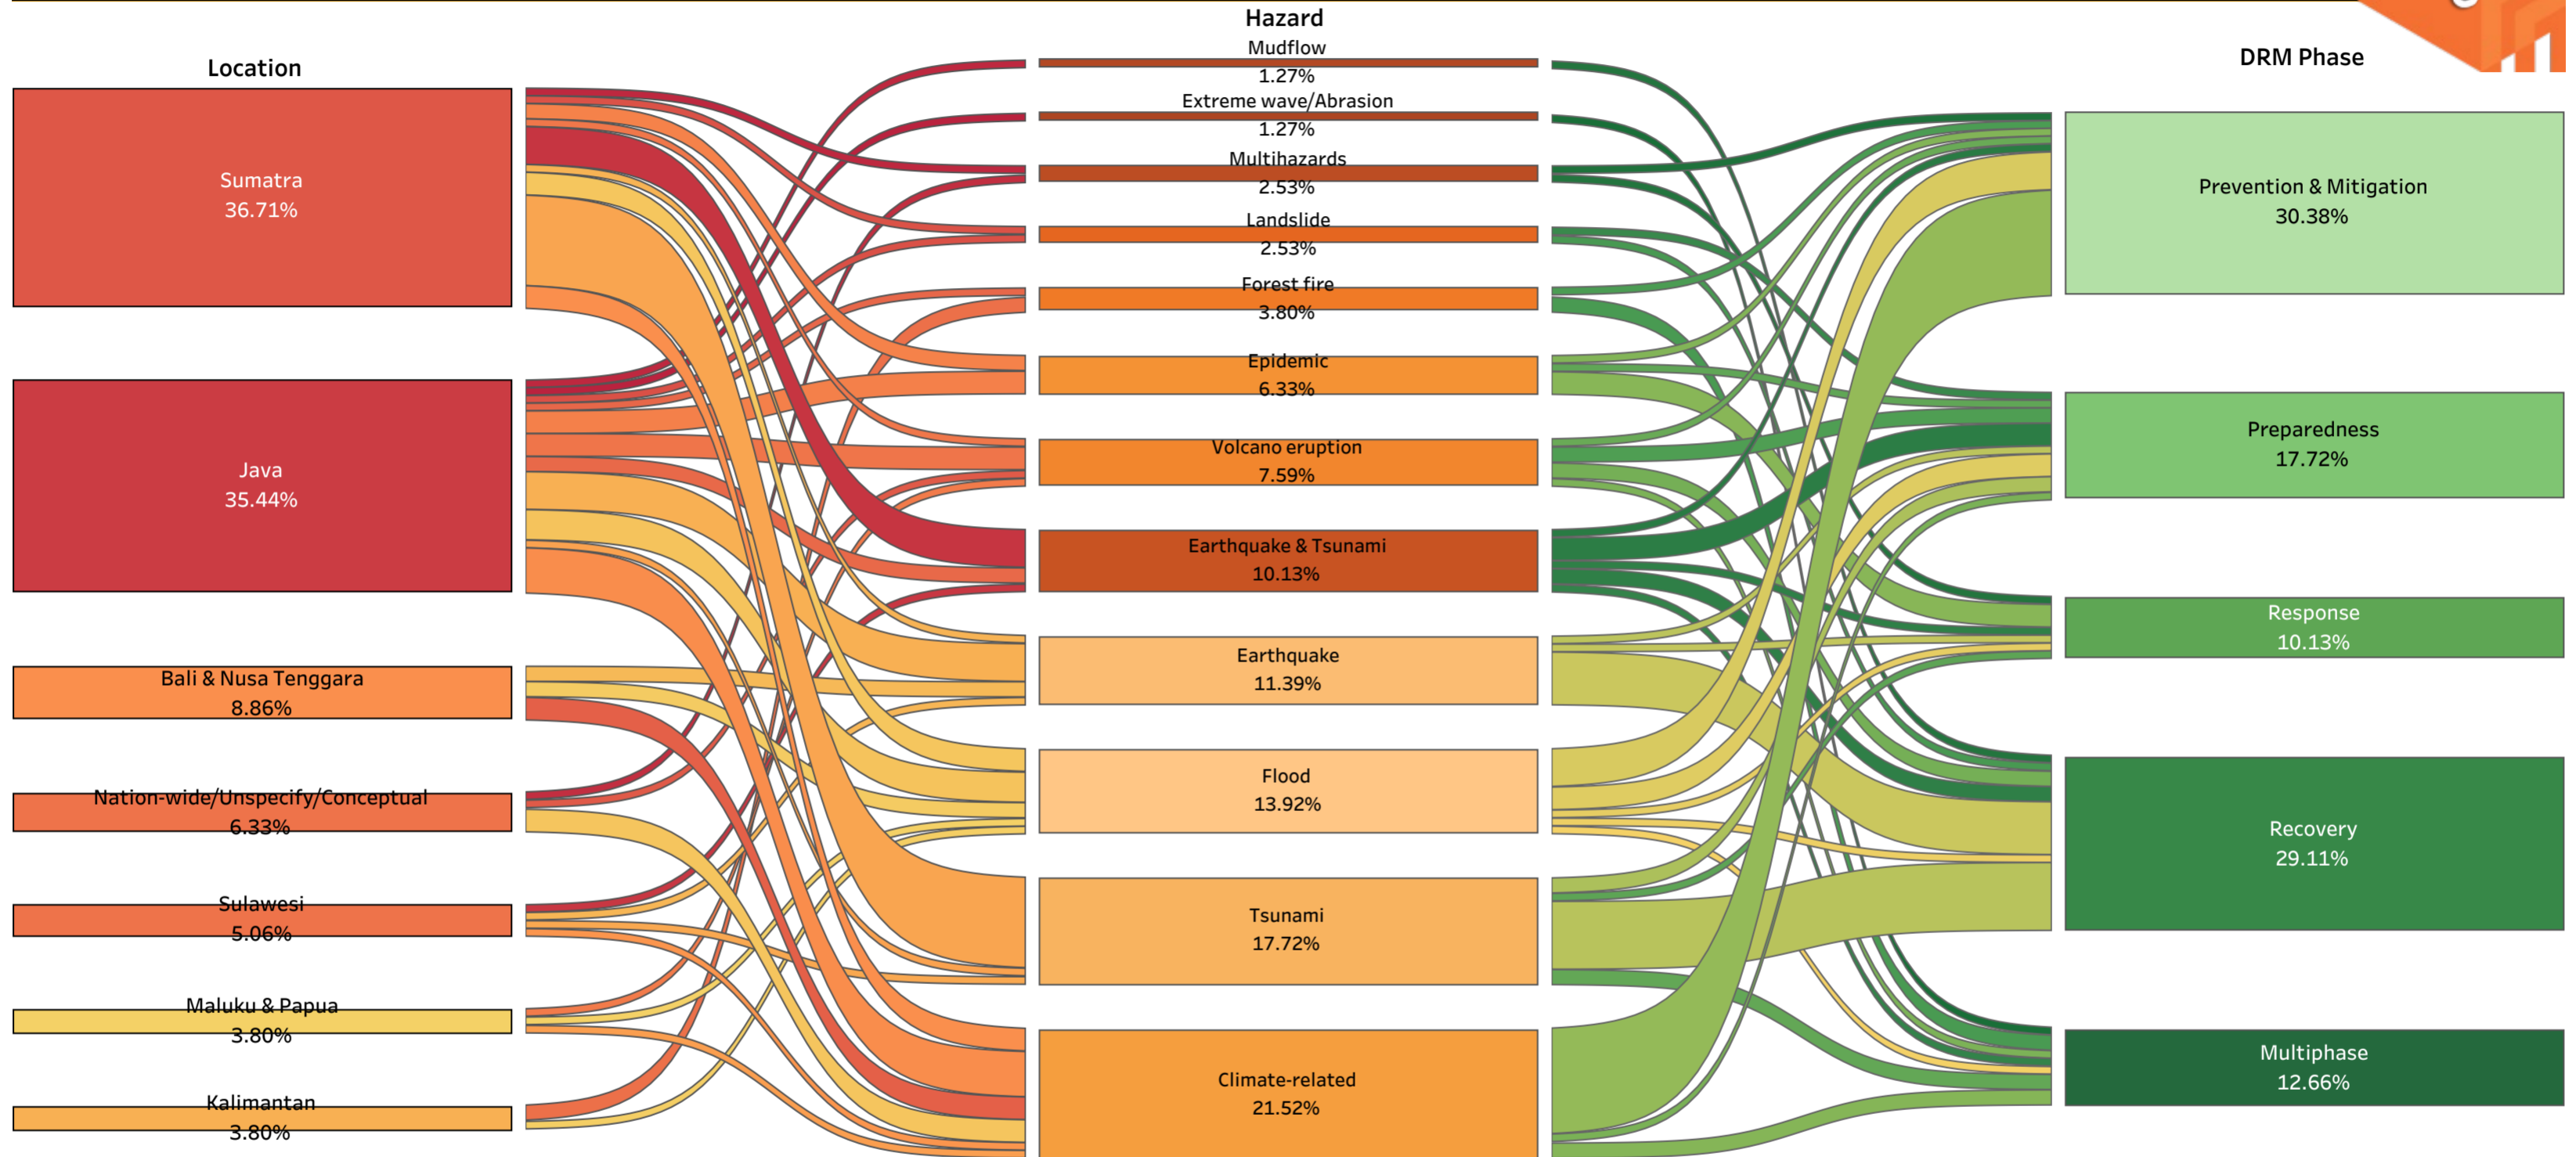 Hazard
Location
DRM Phase
Sumatra
36.71%
Java
35.44%
Bali & Nusa Tenggara
8.86%
Nation-wide/Unspecify/Conceptual
6.33%
Sulawesi
5.06%
Maluku & Papua
3.80%
Kalimantan
3.80%
Mudflow
1.27%
Extreme wave/Abrasion
1.27%
Multihazards
2.53%
Landslide
2.53%
Forest fire
3.80%
Epidemic
6.33%
Volcano eruption
7.59%
Earthquake & Tsunami
10.13%
Earthquake
11.39%
Flood
13.92%
Tsunami
17.72%
Climate-related
21.52%
Prevention & Mitigation
30.38%
Preparedness
17.72%
Response
10.13%
Recovery
29.11%
Multiphase
12.66%